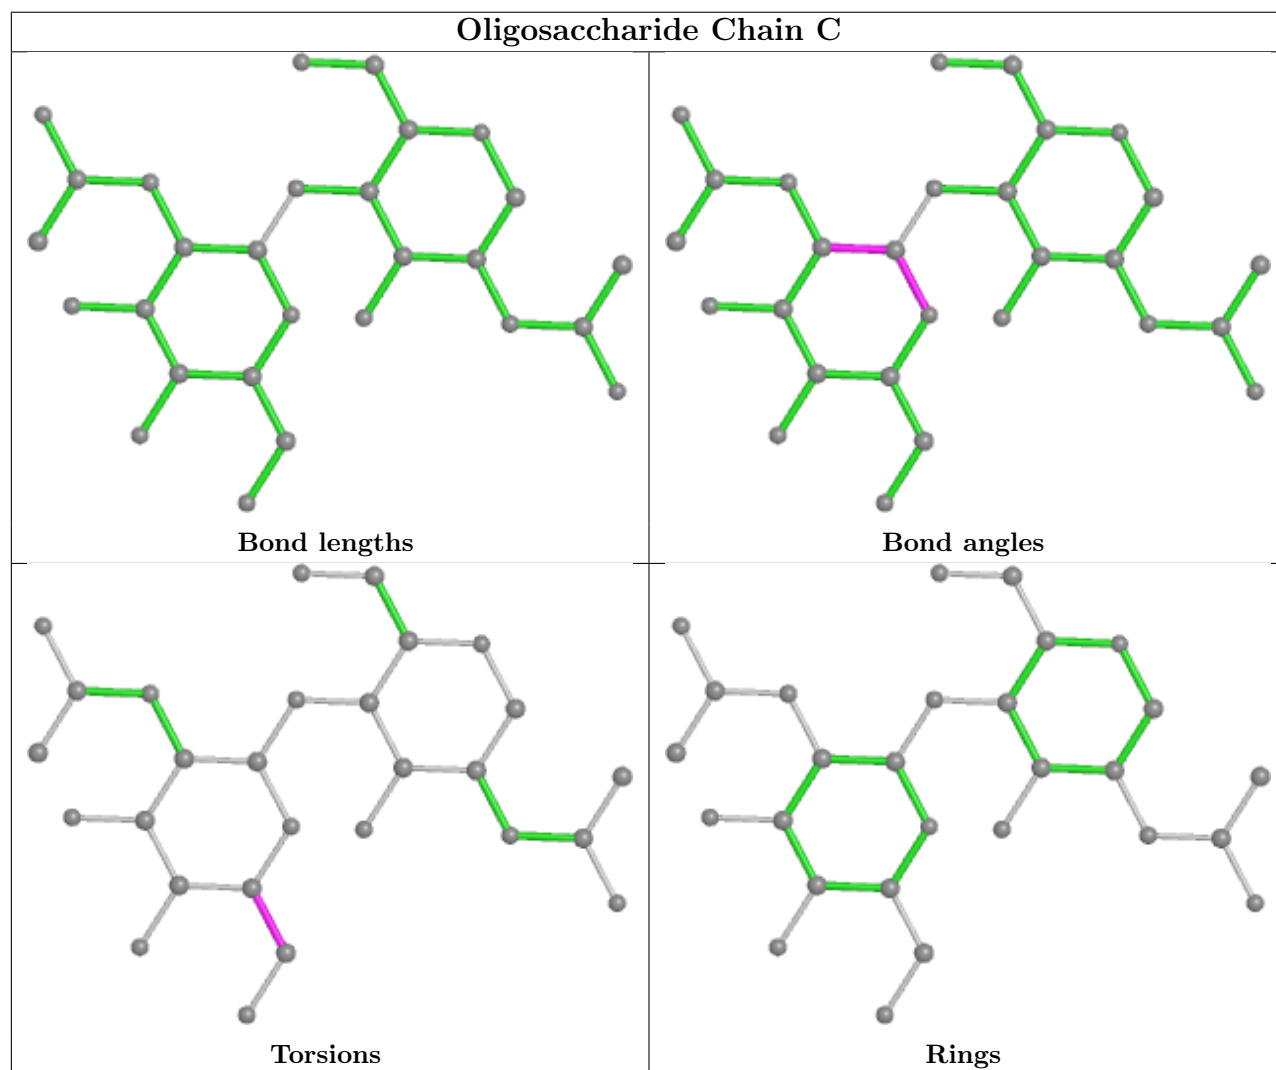 Oligosaccharide Chain C
Bond lengths
Bond angles
Torsions
Rings